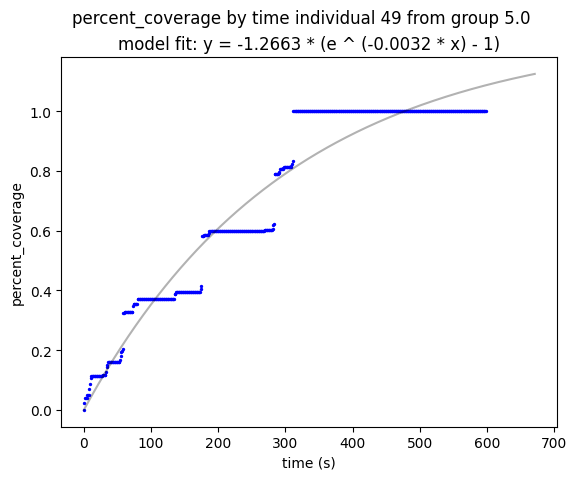 percent_coverage by time individual 49 from group 5.0
model fit: y = -1.2663 * (e ^ (-0.0032 * x) - 1)
1.0
0.8
0.6
0.4
0.2
0.0
percent_coverage
0 100 200 300 400 500 600 700
time (s)